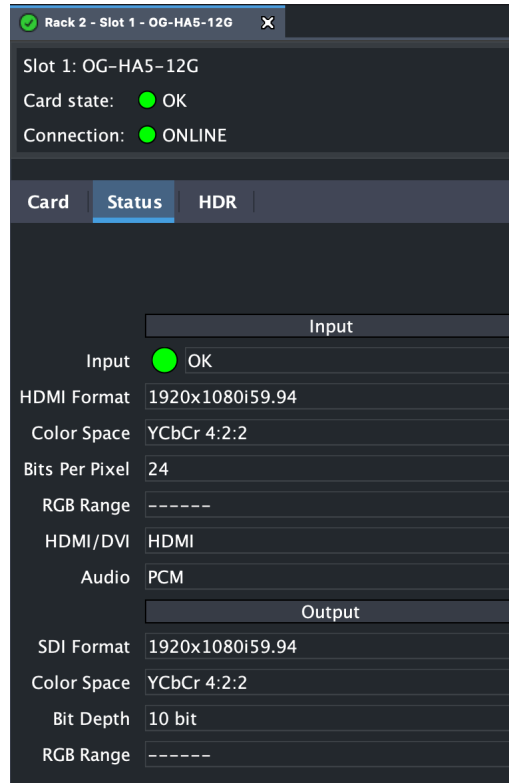 Rack 2 - Slot 1 - OG-HA5-12G X
Slot 1: OG-HA5-12G
Card state: OK
Connection: ONLINE
Card Status HDR
Input
Input OK
HDMI Format 1920x1080i59.94
Color Space YCbCr 4:2:2
Bits Per Pixel 24
RGB Range ------
HDMI/DVI HDMI
Audio PCM
Output
SDI Format 1920x1080i59.94
Color Space YCbCr 4:2:2
Bit Depth 10 bit
RGB Range ------